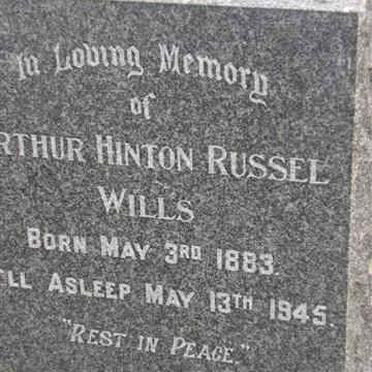 In Loving Memory
of
RTHUR HINTON RUSSEL
WILLS
BORN MAY 3RD 1883.
ELL ASLEEP MAY 13TH 1945.
"REST IN PEACE."